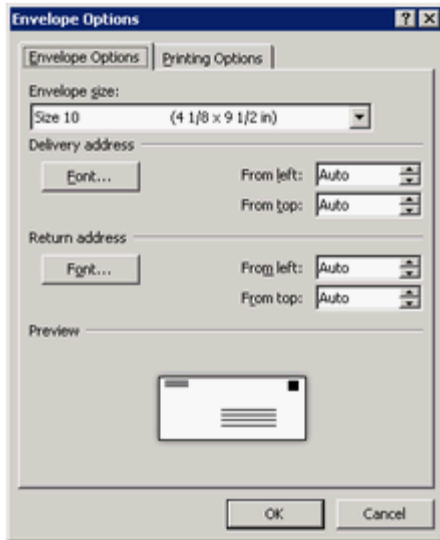 Envelope Options
Envelope Options Printing Options
Envelope size:
Size 10 (4 1/8 x 9 1/2 in)
Delivery address
Font... From left: Auto
From top: Auto
Return address
Font... From left: Auto
From top: Auto
Preview
OK Cancel